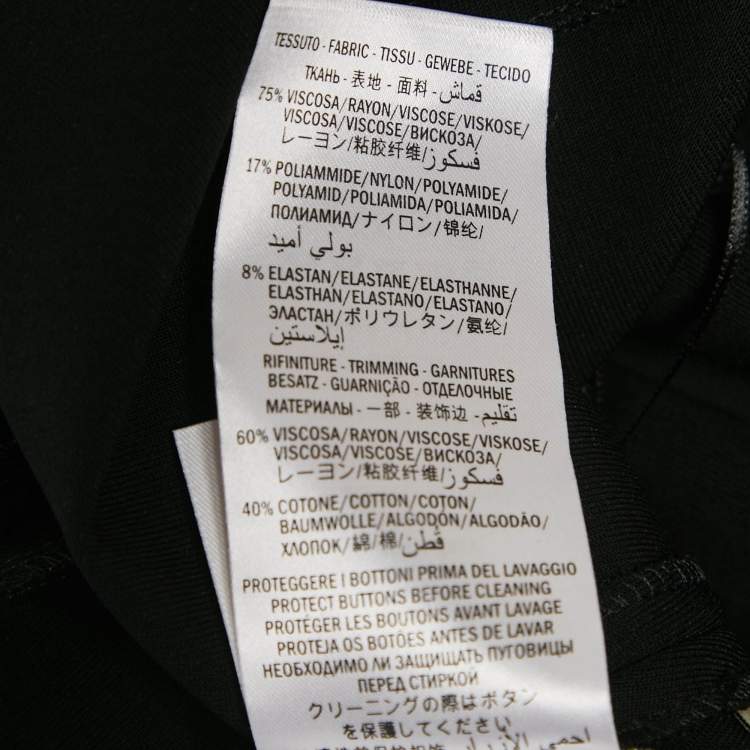 TESSUTO - FABRIC - TISSU - GEWEBE - TECIDO
ТКАНЬ - 表地 - 面料 - قماش
75% VISCOSA/RAYON/VISCOSE/VISKOSE/
VISCOSA/VISCOSE/ВИСКОЗА/
レーヨン/粘胶纤维/فسكوز
17% POLIAMMIDE/NYLON/POLYAMIDE/
POLYAMID/POLIAMIDA/POLIAMIDA/
ПОЛИАМИД/ナイロン/锦纶/
بولي أميد
8% ELASTAN/ELASTANE/ELASTHANNE/
ELASTHAN/ELASTANO/ELASTANO/
ЭЛАСТАН/ポリウレタン/氨纶/
إيلاستين
RIFINITURE - TRIMMING - GARNITURES
BESATZ - GUARNIÇÃO - ОТДЕЛОЧНЫЕ
МАТЕРИАЛЫ - 一部 - 装饰边 - تقليم
60% VISCOSA/RAYON/VISCOSE/VISKOSE/
VISCOSA/VISCOSE/ВИСКОЗА/
レーヨン/粘胶纤维/فسكوز
40% COTONE/COTTON/COTON/
BAUMWOLLE/ALGODÓN/ALGODÃO/
ХЛОПОК/綿/棉/قُطن
PROTEGGERE I BOTTONI PRIMA DEL LAVAGGIO
PROTECT BUTTONS BEFORE CLEANING
PROTÉGER LES BOUTONS AVANT LAVAGE
PROTEJA OS BOTÕES ANTES DE LAVAR
НЕОБХОДИМО ЛИ ЗАЩИЩАТЬ ПУГОВИЦЫ
ПЕРЕД СТИРКОЙ
クリーニングの際はボタン
を保護してください